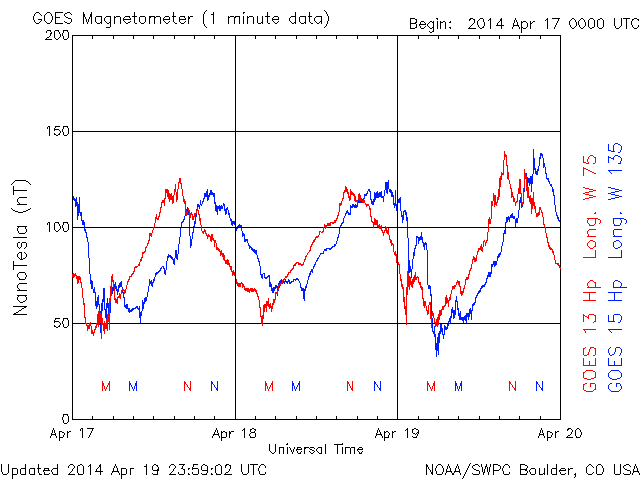 GOES Magnetometer (1 minute data)
Begin: 2014 Apr 17 0000 UTC
200
150
100
50
0
NanoTesla (nT)
M M N N M M N N M M N N
Apr 17 Apr 18 Apr 19 Apr 20
Universal Time
GOES 13 Hp Long. W 75
GOES 15 Hp Long. W 135
Updated 2014 Apr 19 23:59:02 UTC
NOAA/SWPC Boulder, CO USA